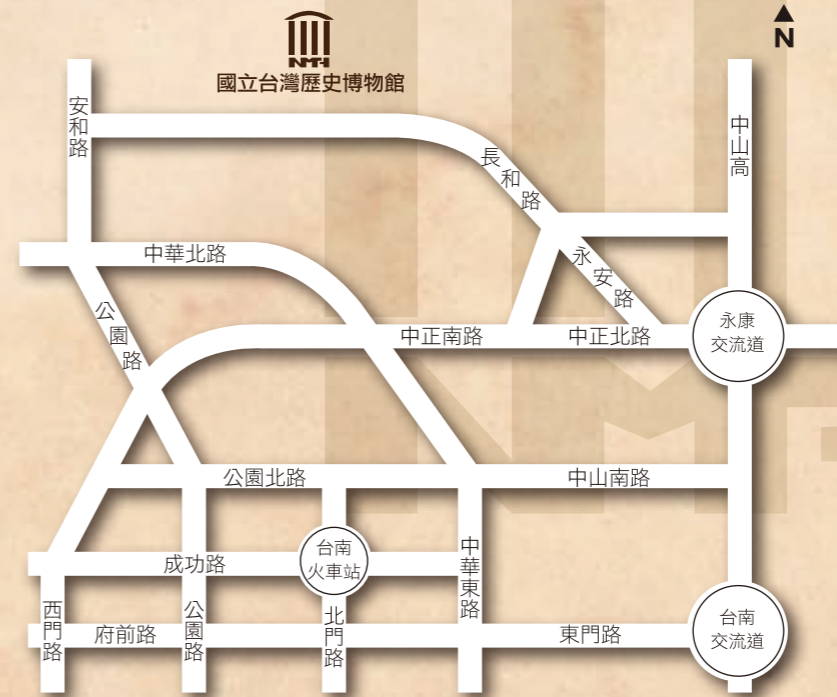 N
NMH
國立台灣歷史博物館
安和路
中山高
長和路
中華北路
永安路
公園路
中正南路
中正北路
永康
交流道
公園北路
中山南路
台南
火車站
成功路
中華東路
西門路
府前路
公園路
北門路
東門路
台南
交流道